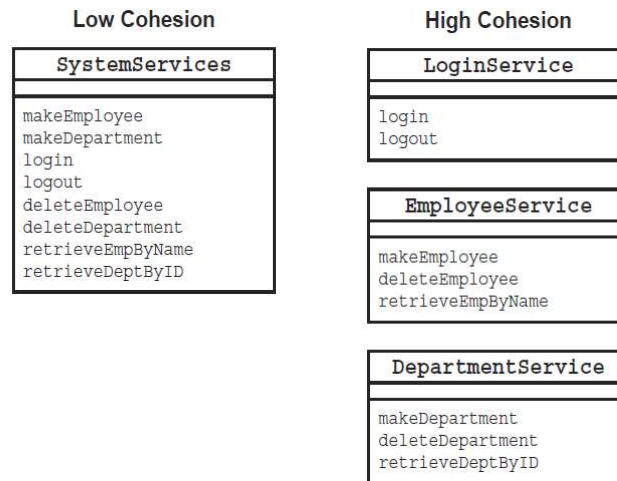 Low Cohesion
SystemServices
makeEmployee
makeDepartment
login
logout
deleteEmployee
deleteDepartment
retrieveEmpByName
retrieveDeptByID
High Cohesion
LoginService
login
logout
EmployeeService
makeEmployee
deleteEmployee
retrieveEmpByName
DepartmentService
makeDepartment
deleteDepartment
retrieveDeptByID